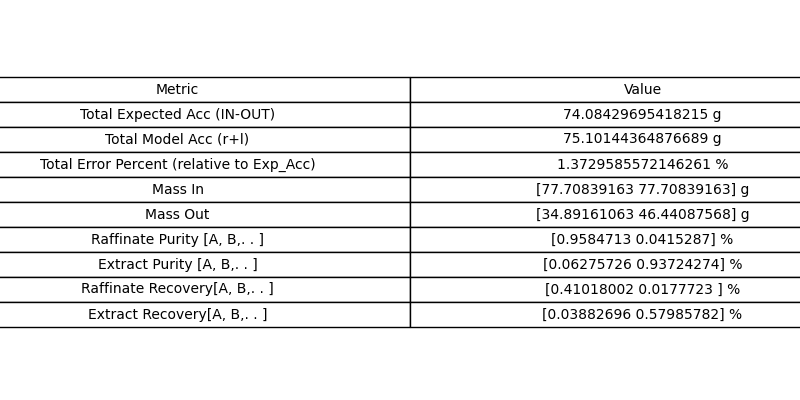 Metric Value
Total Expected Acc (IN-OUT) 74.08429695418215 g
Total Model Acc (r+l) 75.10144364876689 g
Total Error Percent (relative to Exp_Acc) 1.3729585572146261 %
Mass In [77.70839163 77.70839163] g
Mass Out [34.89161063 46.44087568] g
Raffinate Purity [A, B,. . ] [0.9584713 0.0415287] %
Extract Purity [A, B,. . ] [0.06275726 0.93724274] %
Raffinate Recovery[A, B,. . ] [0.41018002 0.0177723 ] %
Extract Recovery[A, B,. . ] [0.03882696 0.57985782] %